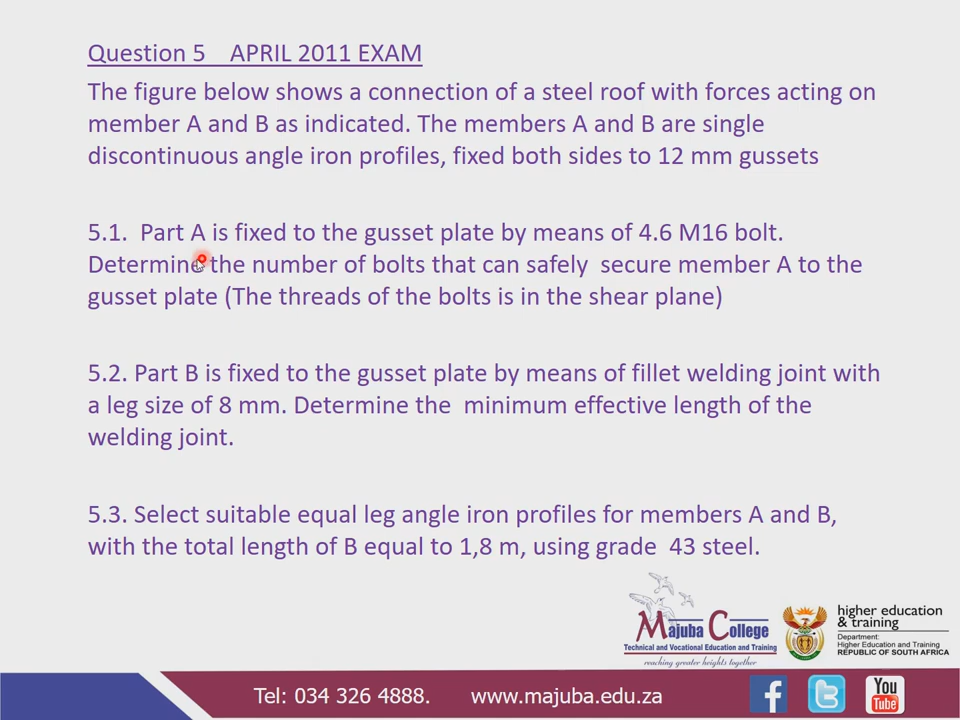 Question 5 APRIL 2011 EXAM
The figure below shows a connection of a steel roof with forces acting on
member A and B as indicated. The members A and B are single
discontinuous angle iron profiles, fixed both sides to 12 mm gussets
5.1. Part A is fixed to the gusset plate by means of 4.6 M16 bolt.
Determine the number of bolts that can safely secure member A to the
gusset plate (The threads of the bolts is in the shear plane)
5.2. Part B is fixed to the gusset plate by means of fillet welding joint with
a leg size of 8 mm. Determine the minimum effective length of the
welding joint.
5.3. Select suitable equal leg angle iron profiles for members A and B,
with the total length of B equal to 1,8 m, using grade 43 steel.
Majuba College
Technical and Vocational Education and Training
reaching greater heights together
higher education
& training
Department:
Higher Education and Training
REPUBLIC OF SOUTH AFRICA
Tel: 034 326 4888. www.majuba.edu.za
You
Tube